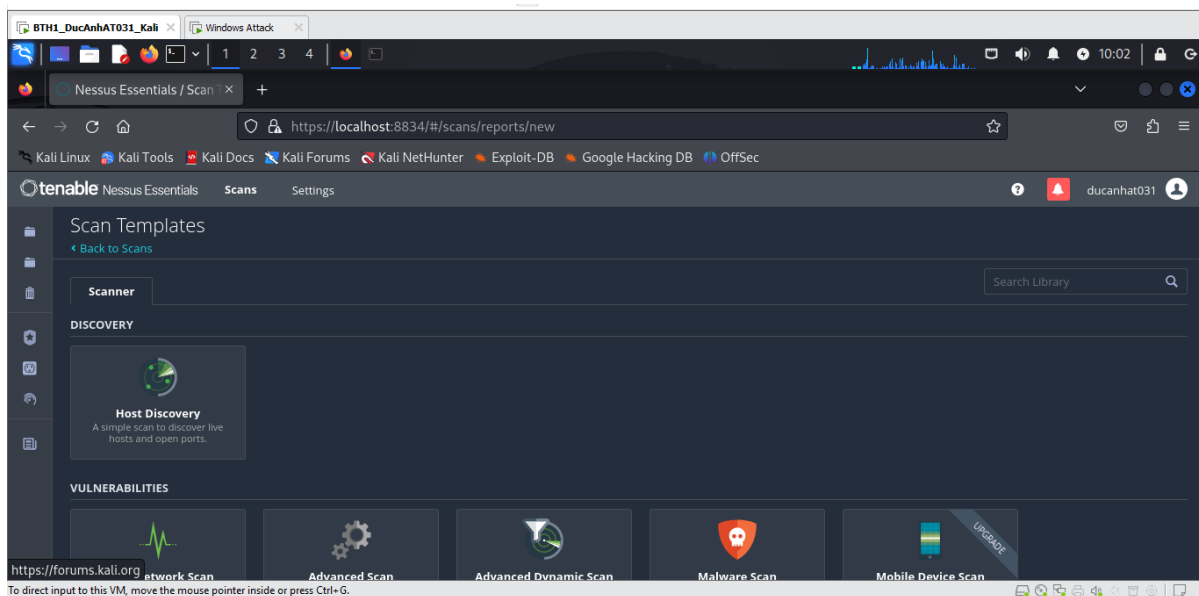 BTH1_DucAnhAT031_Kali Windows Attack
1 2 3 4 10:02
Nessus Essentials / Scan T
https://localhost:8834/#/scans/reports/new
Kali Linux Kali Tools Kali Docs Kali Forums Kali NetHunter Exploit-DB Google Hacking DB OffSec
tenable Nessus Essentials Scans Settings ducanhat031
Scan Templates
Back to Scans
Scanner Search Library
DISCOVERY
Host Discovery
A simple scan to discover live
hosts and open ports.
VULNERABILITIES
UPGRADE
https://forums.kali.org
etwork Scan Advanced Scan Advanced Dynamic Scan Malware Scan Mobile Device Scan
To direct input to this VM, move the mouse pointer inside or press Ctrl+G.